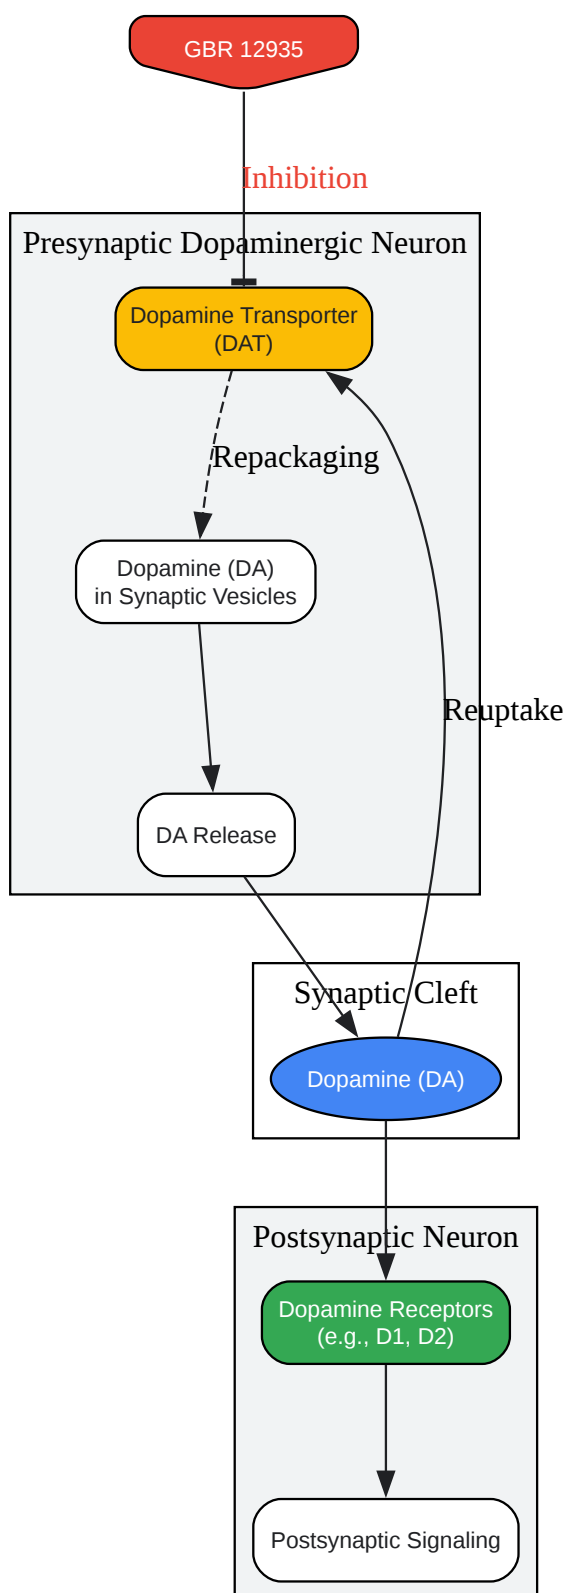 GBR 12935
Inhibition
Presynaptic Dopaminergic Neuron
Dopamine Transporter
(DAT)
Repackaging
Dopamine (DA)
in Synaptic Vesicles
Reuptake
DA Release
Synaptic Cleft
Dopamine (DA)
Postsynaptic Neuron
Dopamine Receptors
(e.g., D1, D2)
Postsynaptic Signaling